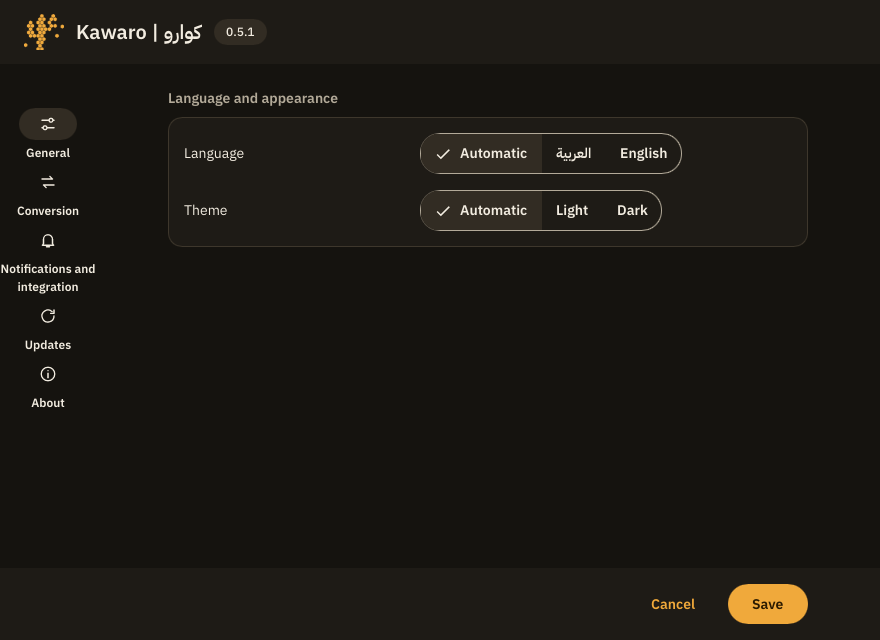 Kawaro | كوارو 0.5.1
General
Conversion
Notifications and
integration
Updates
About
Language and appearance
Language Automatic العربية English
Theme Automatic Light Dark
Cancel Save